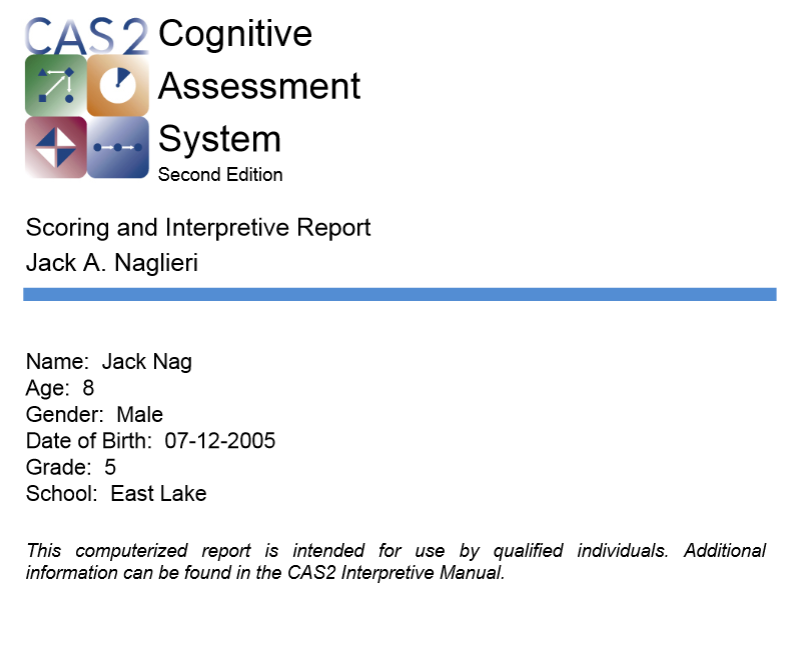 CAS2 Cognitive
Assessment
System
Second Edition
Scoring and Interpretive Report
Jack A. Naglieri
Name: Jack Nag
Age: 8
Gender: Male
Date of Birth: 07-12-2005
Grade: 5
School: East Lake
This computerized report is intended for use by qualified individuals. Additional
information can be found in the CAS2 Interpretive Manual.